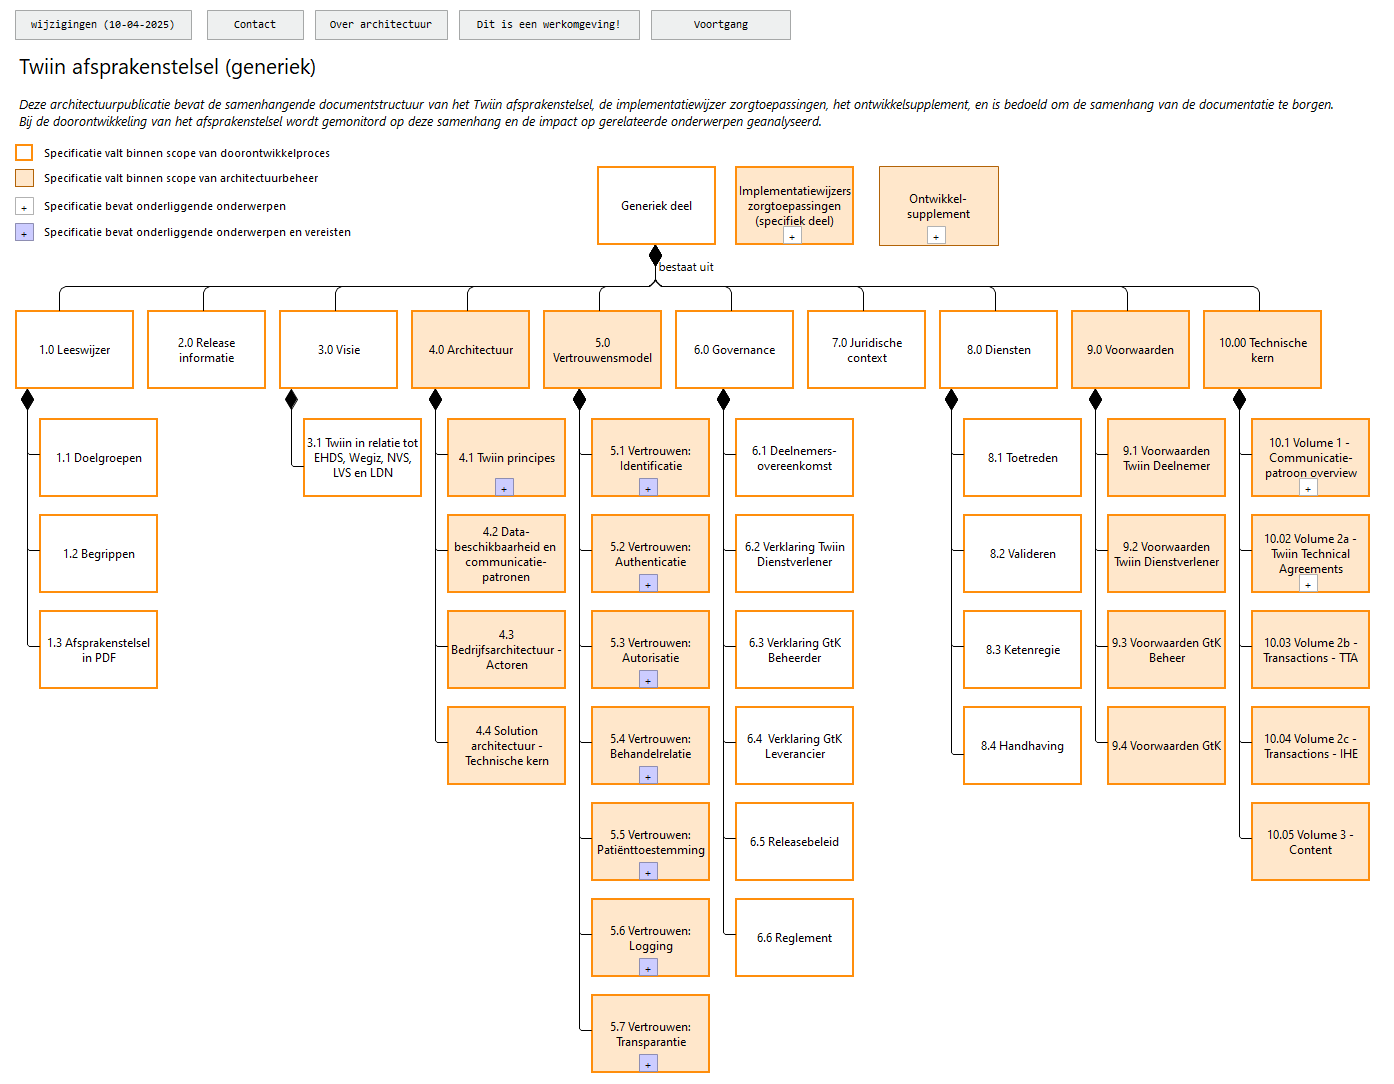 wijzigingen (10-04-2025)
Contact
Over architectuur
Dit is een werkomgeving!
Voortgang
Twiin afsprakenstelsel (generiek)
Deze architectuurpublicatie bevat de samenhangende documentstructuur van het Twiin afsprakenstelsel, de implementatiewijzer zorgtoepassingen, het ontwikkelsupplement, en is bedoeld om de samenhang van de documentatie te borgen.
Bij de doorontwikkeling van het afsprakenstelsel wordt gemonitord op deze samenhang en de impact op gerelateerde onderwerpen geanalyseerd.
Specificatie valt binnen scope van doorontwikkelproces
Specificatie valt binnen scope van architectuurbeheer
+
Specificatie bevat onderliggende onderwerpen
+
Specificatie bevat onderliggende onderwerpen en vereisten
Generiek deel
Implementatiewijzers
zorgtoepassingen
(specifiek deel)
+
Ontwikkel-
supplement
+
bestaat uit
1.0 Leeswijzer
2.0 Release
informatie
3.0 Visie
4.0 Architectuur
5.0
Vertrouwensmodel
6.0 Governance
7.0 Juridische
context
8.0 Diensten
9.0 Voorwaarden
10.00 Technische
kern
1.1 Doelgroepen
1.2 Begrippen
1.3 Afsprakenstelsel
in PDF
3.1 Twiin in relatie tot
EHDS, Wegiz, NVS,
LVS en LDN
4.1 Twiin principes
+
4.2 Data-
beschikbaarheid en
communicatie-
patronen
4.3
Bedrijfsarchitectuur -
Actoren
4.4 Solution
architectuur -
Technische kern
5.1 Vertrouwen:
Identificatie
+
5.2 Vertrouwen:
Authenticatie
+
5.3 Vertrouwen:
Autorisatie
+
5.4 Vertrouwen:
Behandelrelatie
+
5.5 Vertrouwen:
Patiënttoestemming
+
5.6 Vertrouwen:
Logging
+
5.7 Vertrouwen:
Transparantie
+
6.1 Deelnemers-
overeenkomst
6.2 Verklaring Twiin
Dienstverlener
6.3 Verklaring GtK
Beheerder
6.4  Verklaring GtK
Leverancier
6.5 Releasebeleid
6.6 Reglement
8.1 Toetreden
8.2 Valideren
8.3 Ketenregie
8.4 Handhaving
9.1 Voorwaarden
Twiin Deelnemer
9.2 Voorwaarden
Twiin Dienstverlener
9.3 Voorwaarden GtK
Beheer
9.4 Voorwaarden GtK
10.1 Volume 1 -
Communicatie-
patroon overview
+
10.02 Volume 2a -
Twiin Technical
Agreements
+
10.03 Volume 2b -
Transactions - TTA
10.04 Volume 2c -
Transactions - IHE
10.05 Volume 3 -
Content